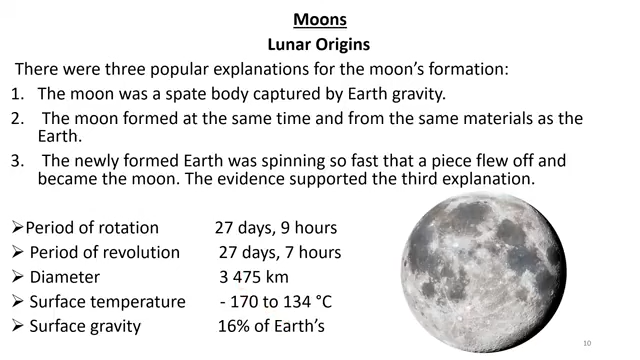 Moons
Lunar Origins
There were three popular explanations for the moon's formation:
1. The moon was a spate body captured by Earth gravity.
2. The moon formed at the same time and from the same materials as the
Earth.
3. The newly formed Earth was spinning so fast that a piece flew off and
became the moon. The evidence supported the third explanation.
➢Period of rotation 27 days, 9 hours
➢ Period of revolution 27 days, 7 hours
➢ Diameter 3 475 km
➢ Surface temperature - 170 to 134 °C
➢ Surface gravity 16% of Earth's
10